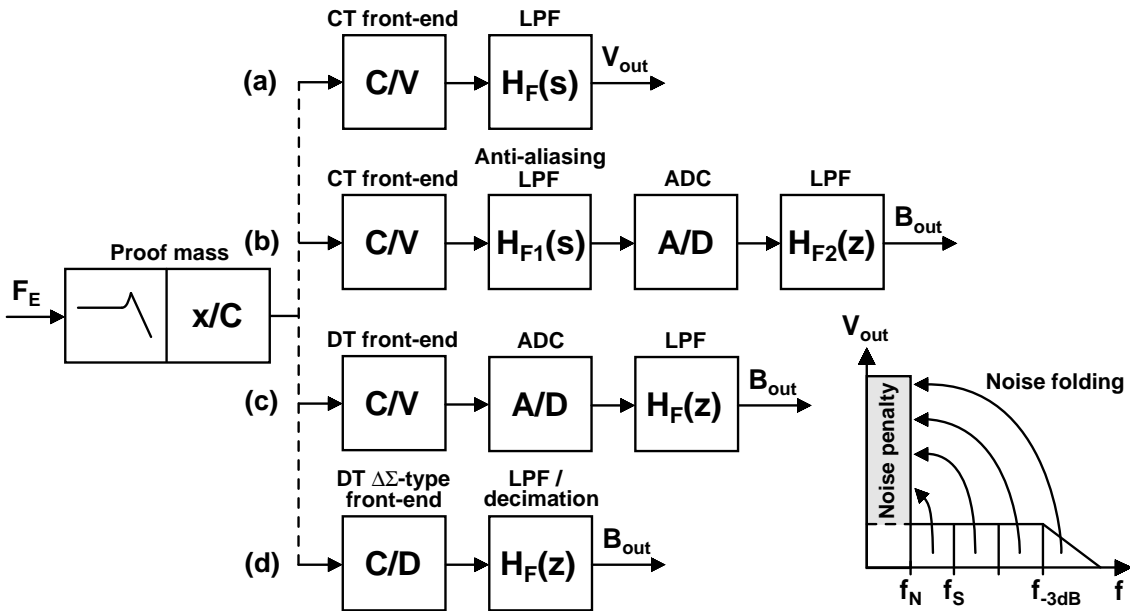 CT front-end
LPF
(a)
C/V
H_F(s)
V_out
CT front-end
Anti-aliasing
LPF
ADC
LPF
(b)
C/V
H_F1(s)
A/D
H_F2(z)
B_out
Proof mass
F_E
x/C
DT front-end
ADC
LPF
(c)
C/V
A/D
H_F(z)
B_out
DT ΔΣ-type
front-end
LPF /
decimation
(d)
C/D
H_F(z)
B_out
V_out
Noise folding
Noise penalty
f_N
f_S
f_-3dB
f